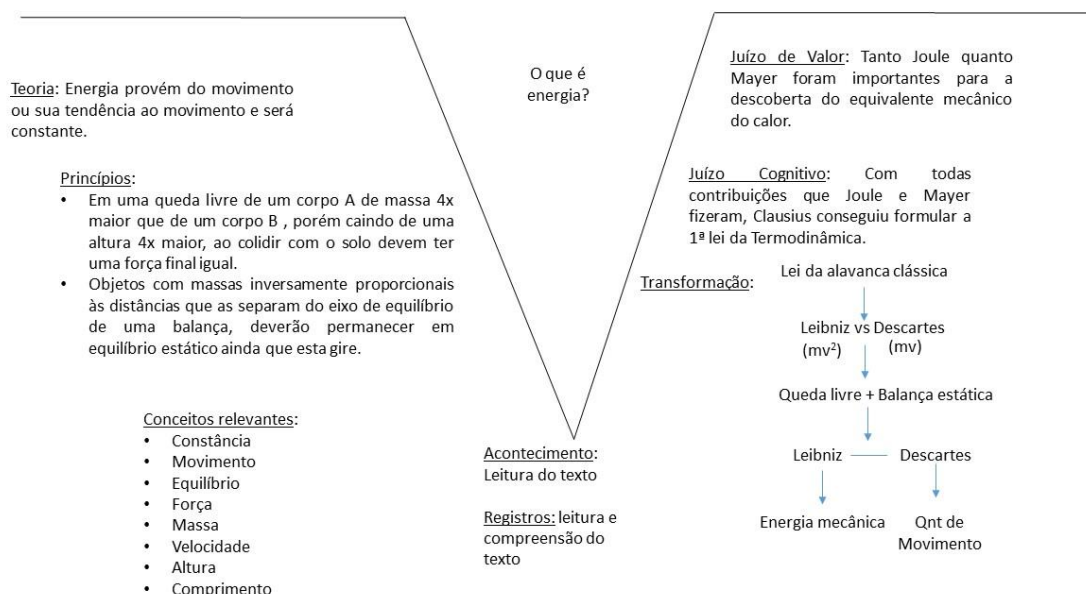 Teoria: Energia provém do movimento
ou sua tendência ao movimento e será
constante.
Princípios:
• Em uma queda livre de um corpo A de massa 4x
maior que de um corpo B , porém caindo de uma
altura 4x maior, ao colidir com o solo devem ter
uma força final igual.
• Objetos com massas inversamente proporcionais
às distâncias que as separam do eixo de equilíbrio
de uma balança, deverão permanecer em
equilíbrio estático ainda que esta gire.
Conceitos relevantes:
• Constância
• Movimento
• Equilíbrio
• Força
• Massa
• Velocidade
• Altura
• Comprimento
O que é
energia?
Acontecimento:
Leitura do texto
Registros: leitura e
compreensão do
texto
Juízo de Valor: Tanto Joule quanto
Mayer foram importantes para a
descoberta do equivalente mecânico
do calor.
Juízo Cognitivo: Com todas
contribuições que Joule e Mayer
fizeram, Clausius conseguiu formular a
1ª lei da Termodinâmica.
Transformação:
Lei da alavanca clássica
Leibniz vs Descartes
(mv²) (mv)
Queda livre + Balança estática
Leibniz Descartes
Energia mecânica Qnt de
Movimento